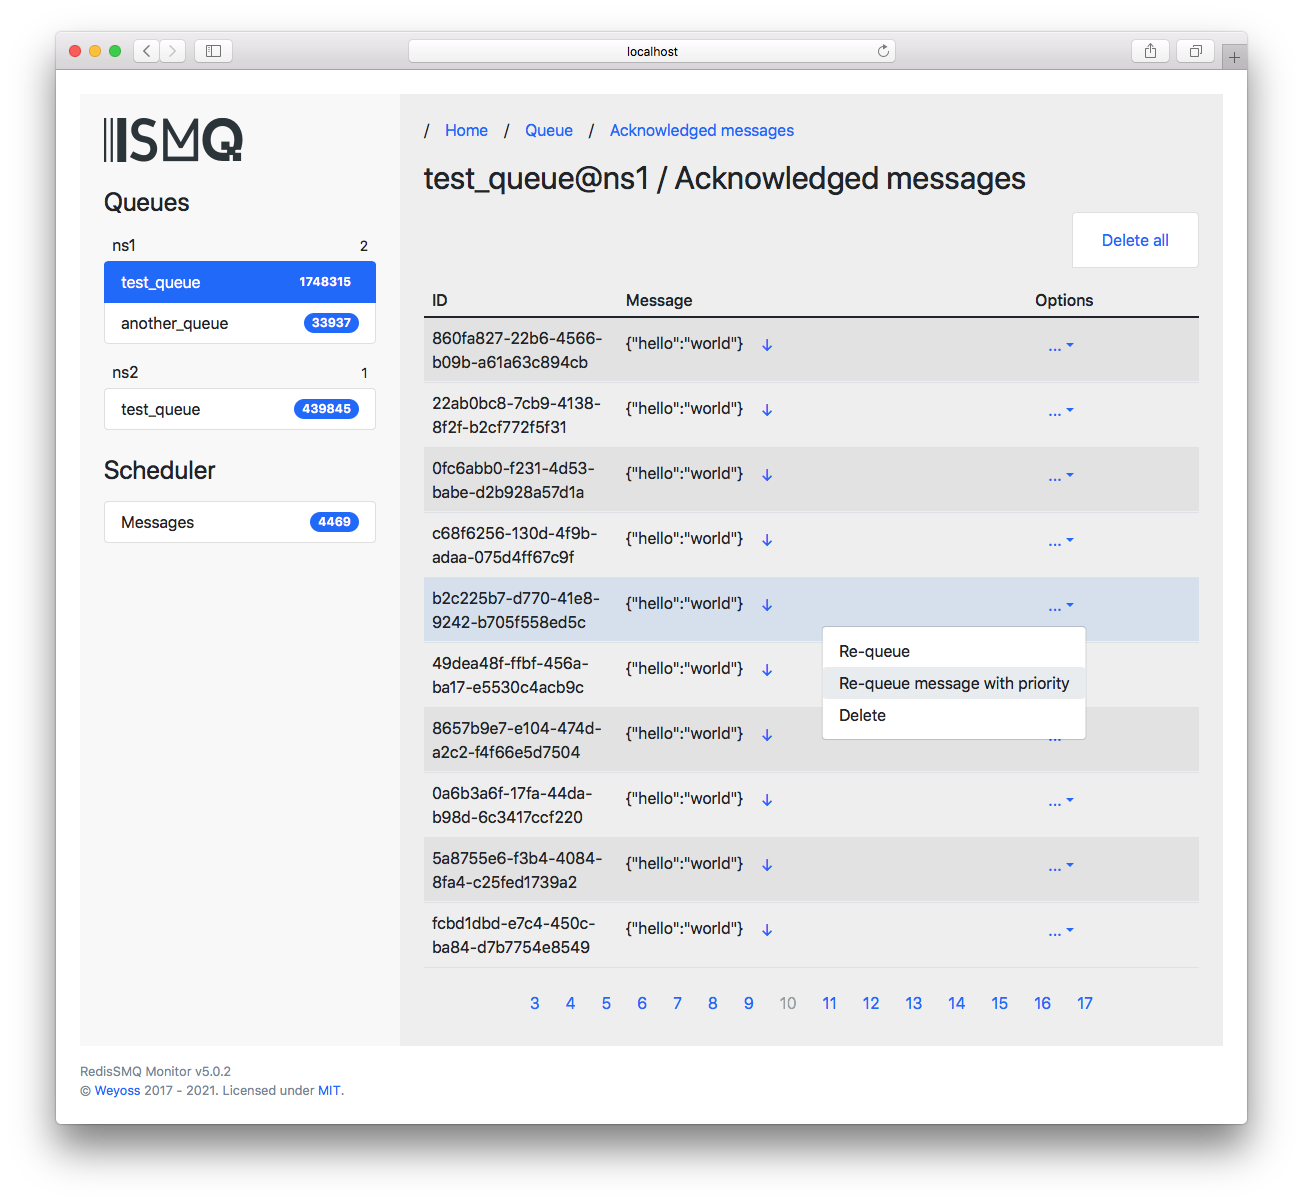 localhost
ISMQ
Queues
ns1 2
test_queue 1748315
another_queue 33937
ns2 1
test_queue 439845
Scheduler
Messages 4469
/ Home / Queue / Acknowledged messages
test_queue@ns1 / Acknowledged messages
Delete all
ID Message Options
860fa827-22b6-4566-
b09b-a61a63c894cb
{"hello":"world"} ↓ ...
22ab0bc8-7cb9-4138-
8f2f-b2cf772f5f31
{"hello":"world"} ↓ ...
0fc6abb0-f231-4d53-
babe-d2b928a57d1a
{"hello":"world"} ↓ ...
c68f6256-130d-4f9b-
adaa-075d4ff67c9f
{"hello":"world"} ↓ ...
b2c225b7-d770-41e8-
9242-b705f558ed5c
{"hello":"world"} ↓ ...
Re-queue
Re-queue message with priority
Delete
49dea48f-ffbf-456a-
ba17-e5530c4acb9c
{"hello":"world"} ↓
8657b9e7-e104-474d-
a2c2-f4f66e5d7504
{"hello":"world"} ↓ ...
0a6b3a6f-17fa-44da-
b98d-6c3417ccf220
{"hello":"world"} ↓ ...
5a8755e6-f3b4-4084-
8fa4-c25fed1739a2
{"hello":"world"} ↓ ...
fcbd1dbd-e7c4-450c-
ba84-d7b7754e8549
{"hello":"world"} ↓ ...
3 4 5 6 7 8 9 10 11 12 13 14 15 16 17
RedisSMQ Monitor v5.0.2
© Weyoss 2017 - 2021. Licensed under MIT.